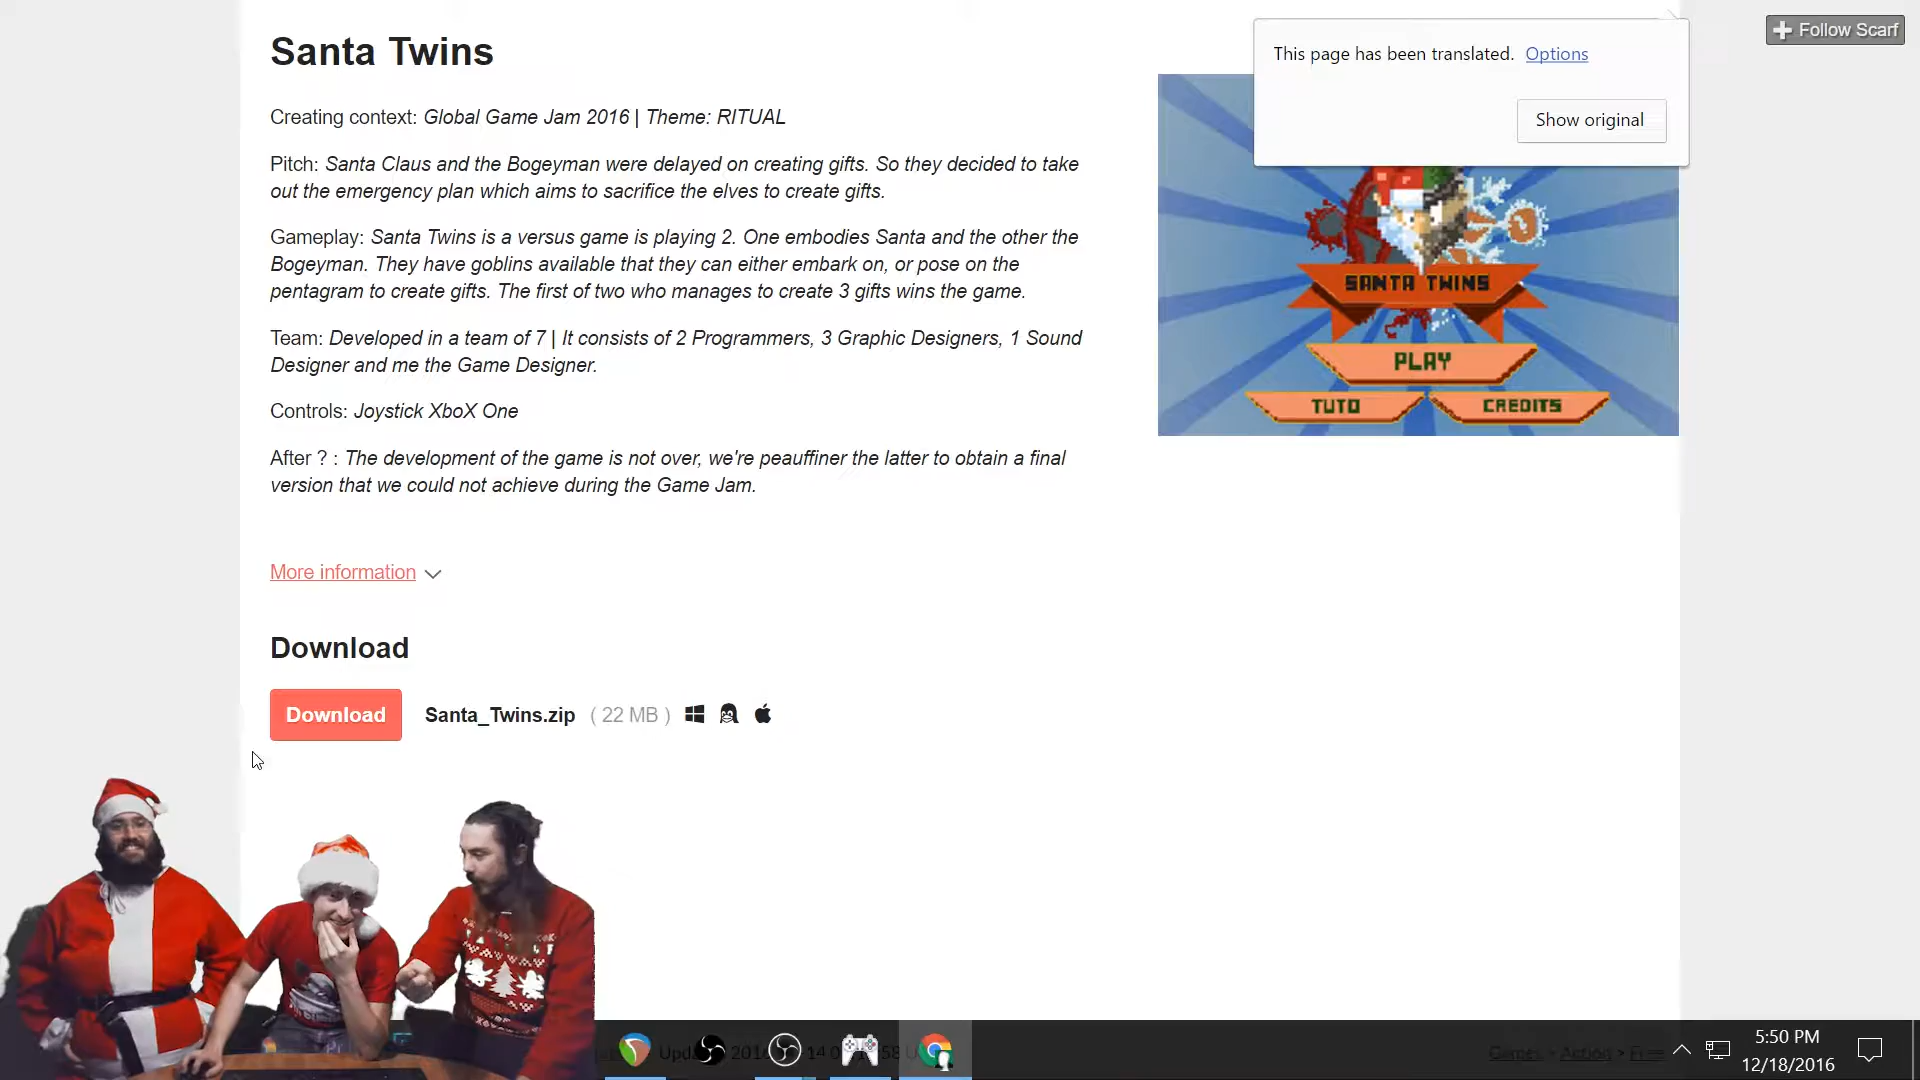 Santa Twins
This page has been translated. Options
Show original
Follow Scarf
Creating context: Global Game Jam 2016 | Theme: RITUAL
Pitch: Santa Claus and the Bogeyman were delayed on creating gifts. So they decided to take
out the emergency plan which aims to sacrifice the elves to create gifts.
Gameplay: Santa Twins is a versus game is playing 2. One embodies Santa and the other the
Bogeyman. They have goblins available that they can either embark on, or pose on the
pentagram to create gifts. The first of two who manages to create 3 gifts wins the game.
Team: Developed in a team of 7 | It consists of 2 Programmers, 3 Graphic Designers, 1 Sound
Designer and me the Game Designer.
Controls: Joystick XboX One
After ? : The development of the game is not over, we're peauffiner the latter to obtain a final
version that we could not achieve during the Game Jam.
SANTA TWINS
PLAY
TUTO
CREDITS
More information
Download
Download Santa_Twins.zip ( 22 MB )
Games > Action > Free
5:50 PM
12/18/2016